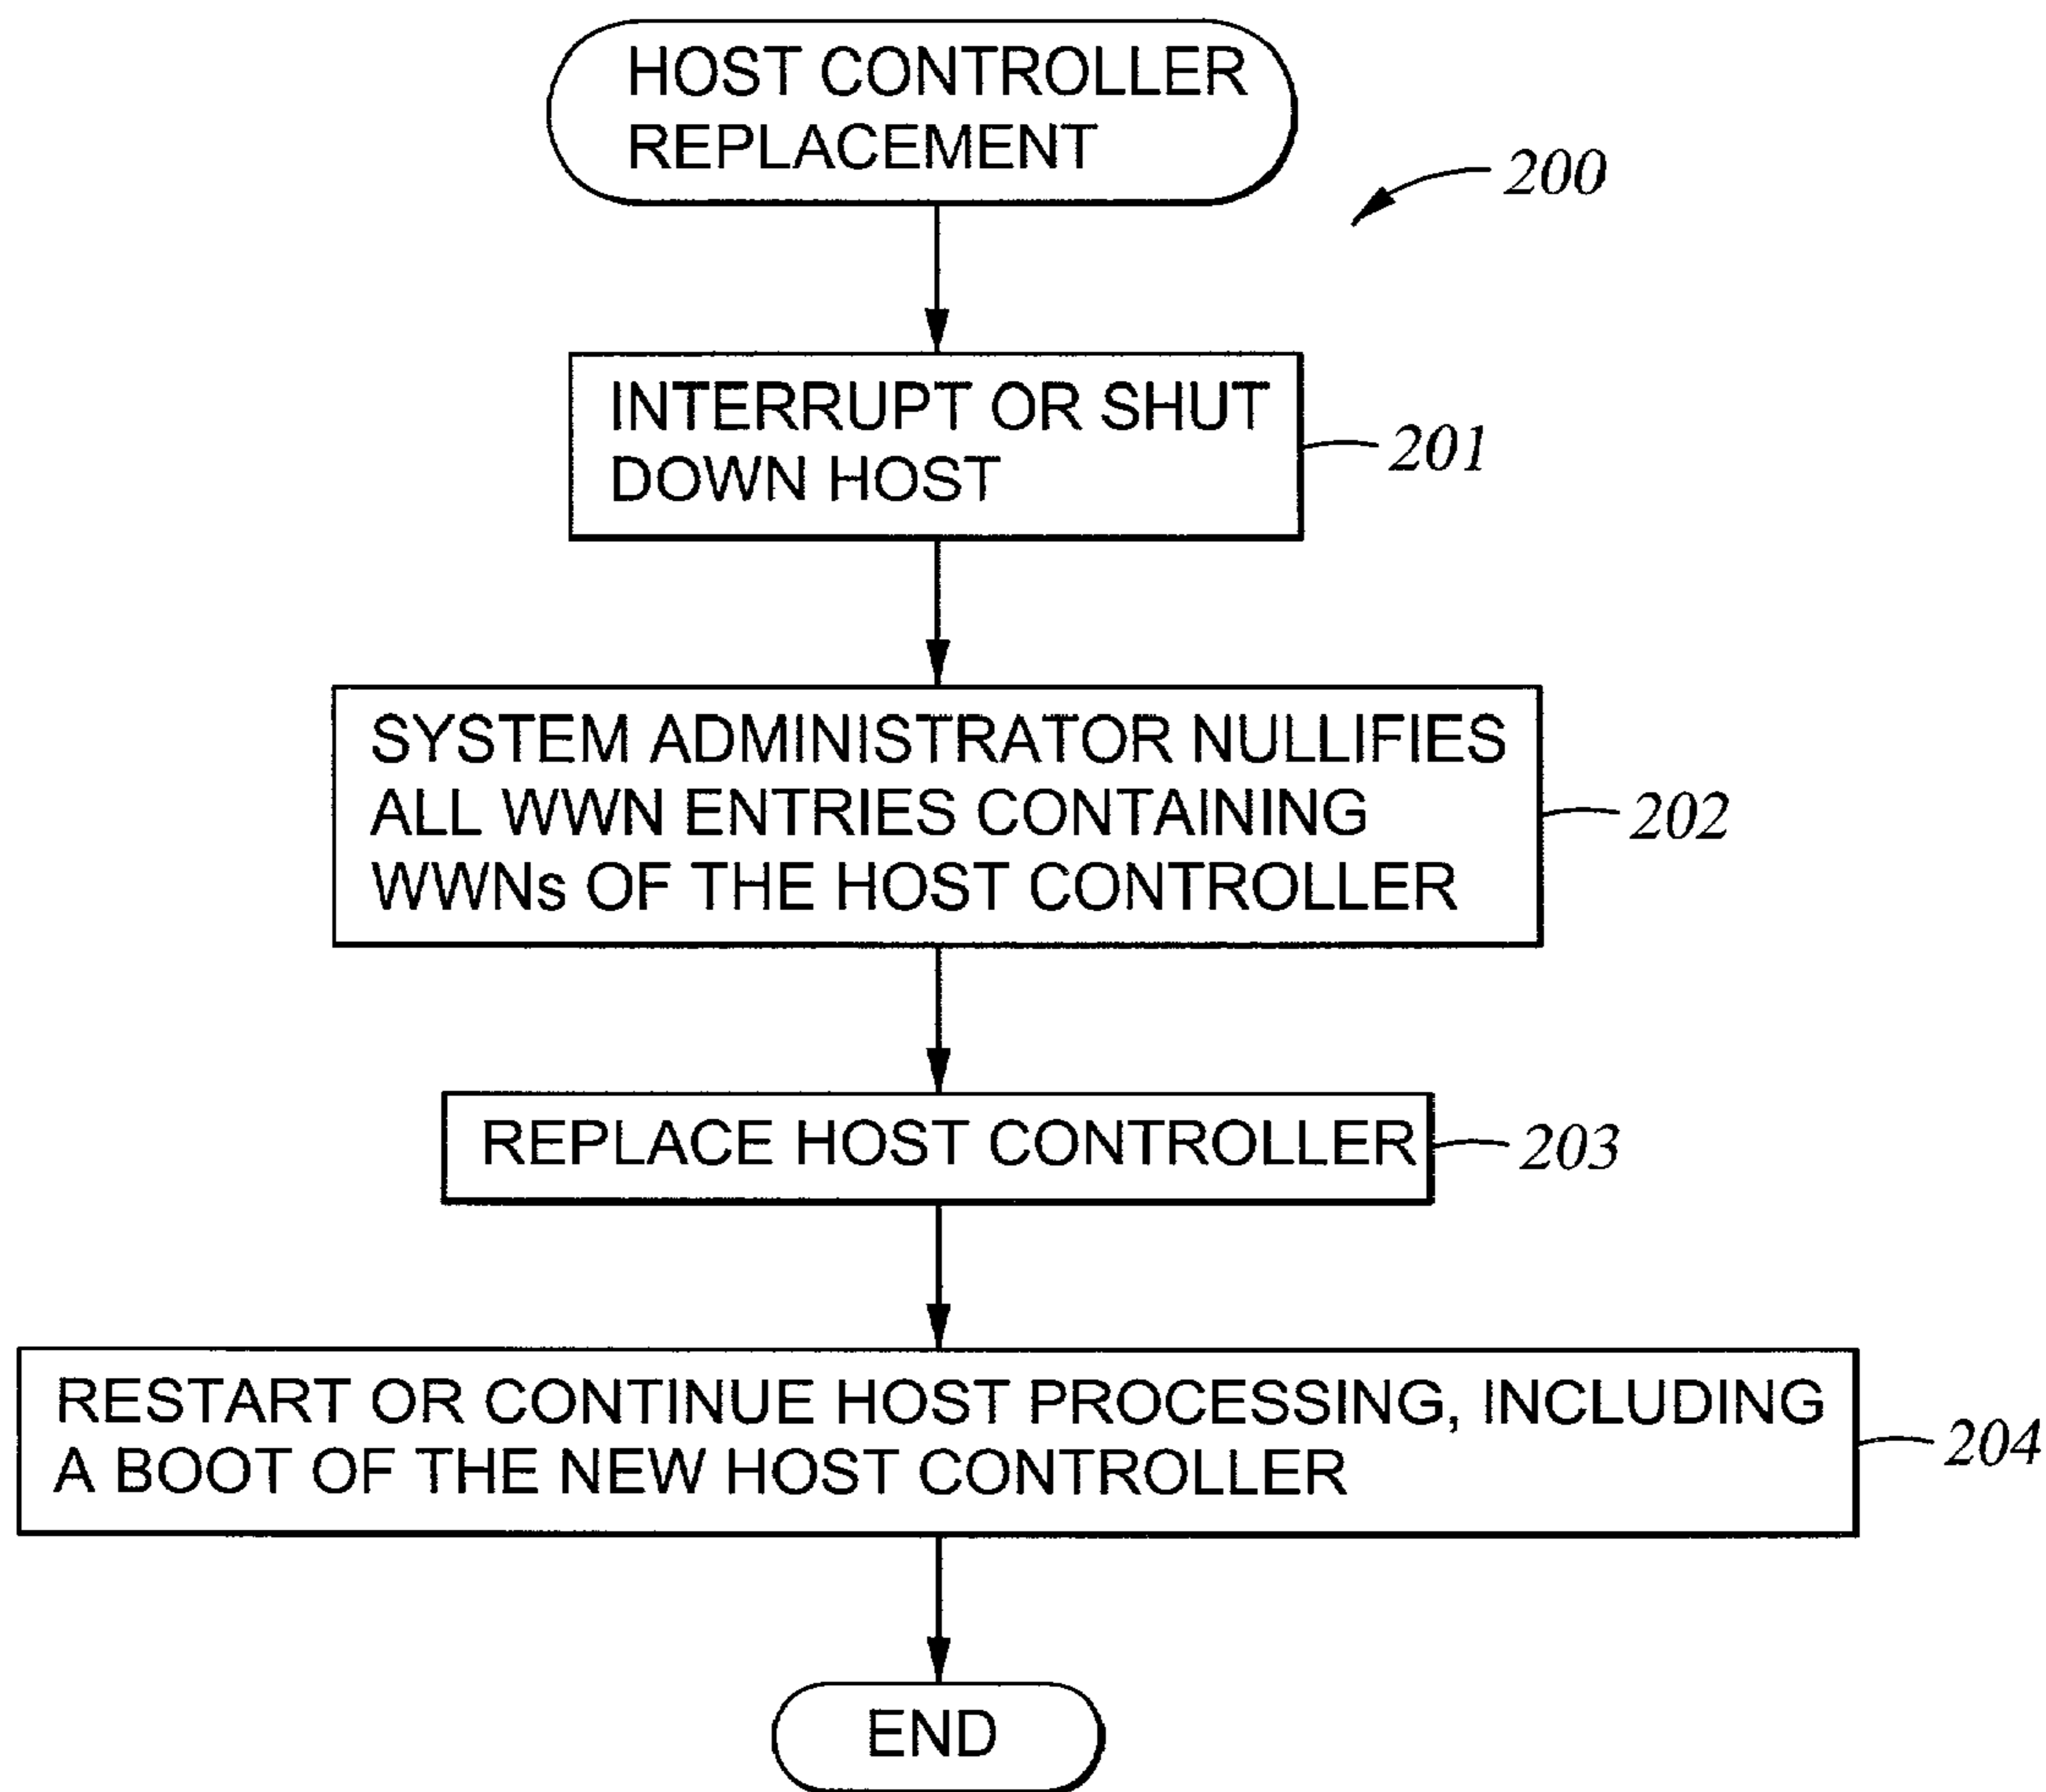 HOST CONTROLLER
REPLACEMENT
200
INTERRUPT OR SHUT
DOWN HOST
201
SYSTEM ADMINISTRATOR NULLIFIES
ALL WWN ENTRIES CONTAINING
WWNs OF THE HOST CONTROLLER
202
REPLACE HOST CONTROLLER
203
RESTART OR CONTINUE HOST PROCESSING, INCLUDING
A BOOT OF THE NEW HOST CONTROLLER
204
END